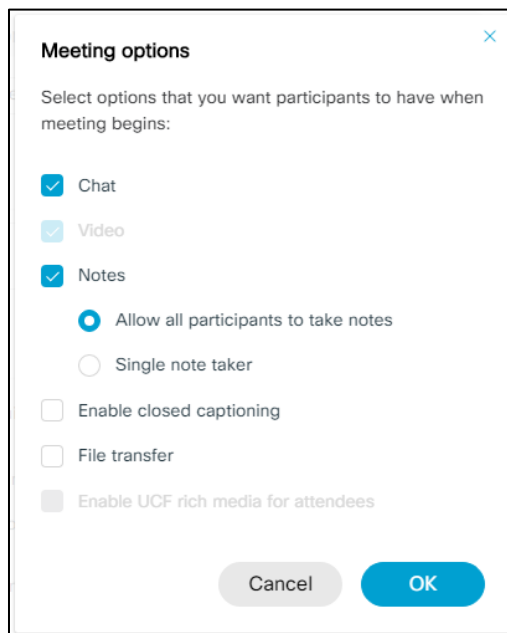 Meeting options
Select options that you want participants to have when
meeting begins:
Chat
Video
Notes
Allow all participants to take notes
Single note taker
Enable closed captioning
File transfer
Enable UCF rich media for attendees
Cancel
OK